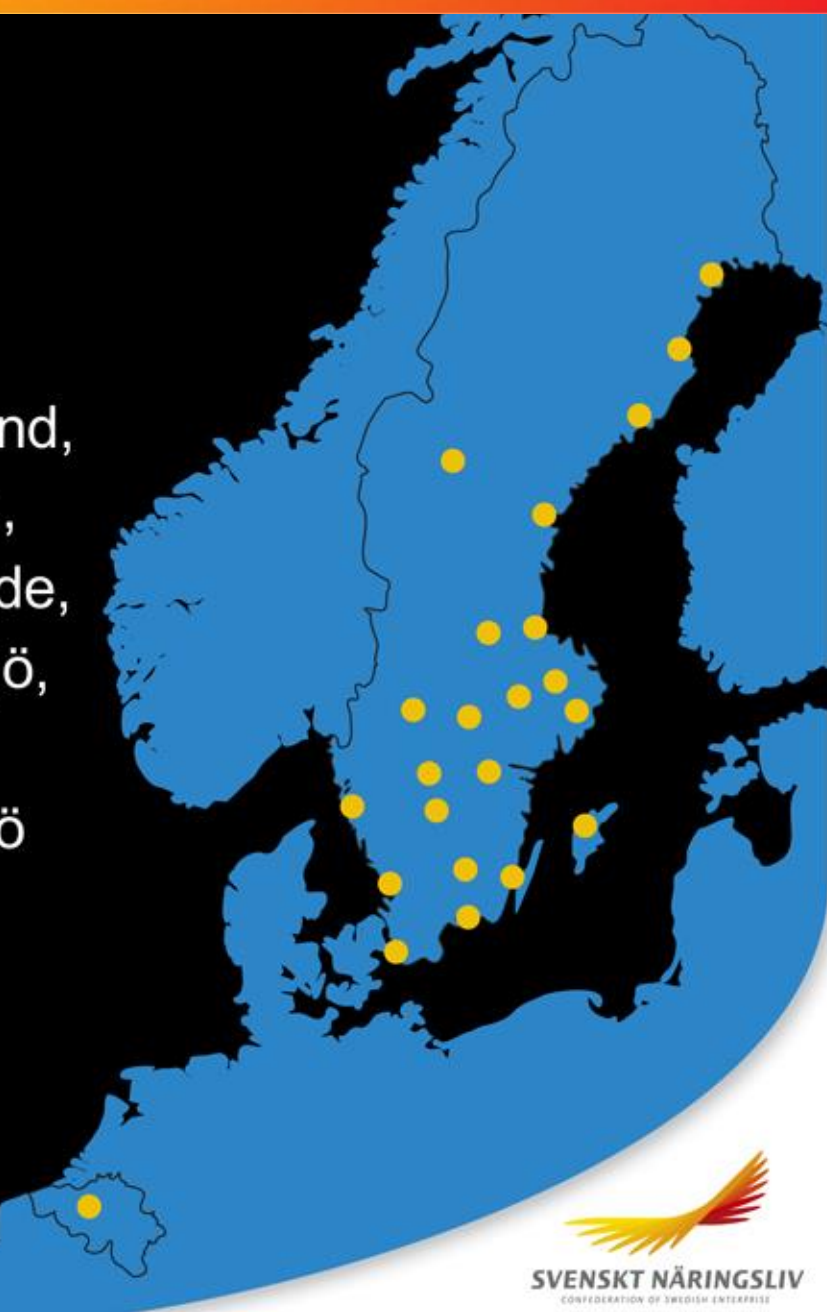 nd,
,
de,
ö,
ö
SVENSKT NÄRINGSLIV
CONFEDERATION OF SWEDISH ENTERPRISE